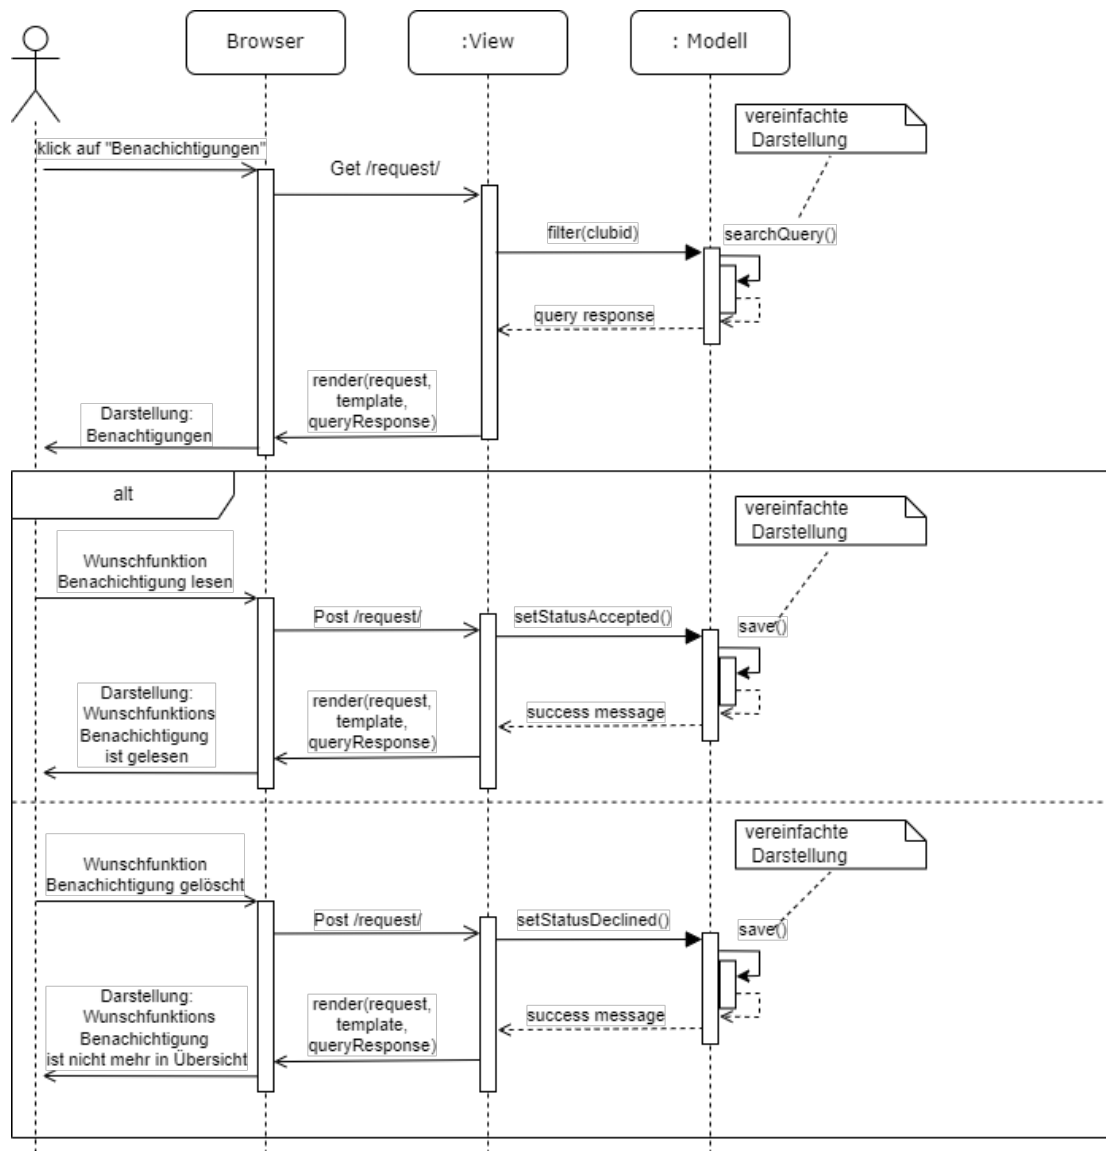 Browser
:View
: Modell
vereinfachte
Darstellung
klick auf "Benachichtigungen"
Get /request/
filter(clubid)
searchQuery()
query response
render(request,
template,
queryResponse)
Darstellung:
Benachtigungen
alt
vereinfachte
Darstellung
Wunschfunktion
Benachichtigung lesen
Post /request/
setStatusAccepted()
save()
Darstellung:
Wunschfunktions
Benachichtigung
ist gelesen
render(request,
template,
queryResponse)
success message
vereinfachte
Darstellung
Wunschfunktion
Benachichtigung gelöscht
Post /request/
setStatusDeclined()
save()
Darstellung:
Wunschfunktions
Benachichtigung
ist nicht mehr in Übersicht
render(request,
template,
queryResponse)
success message